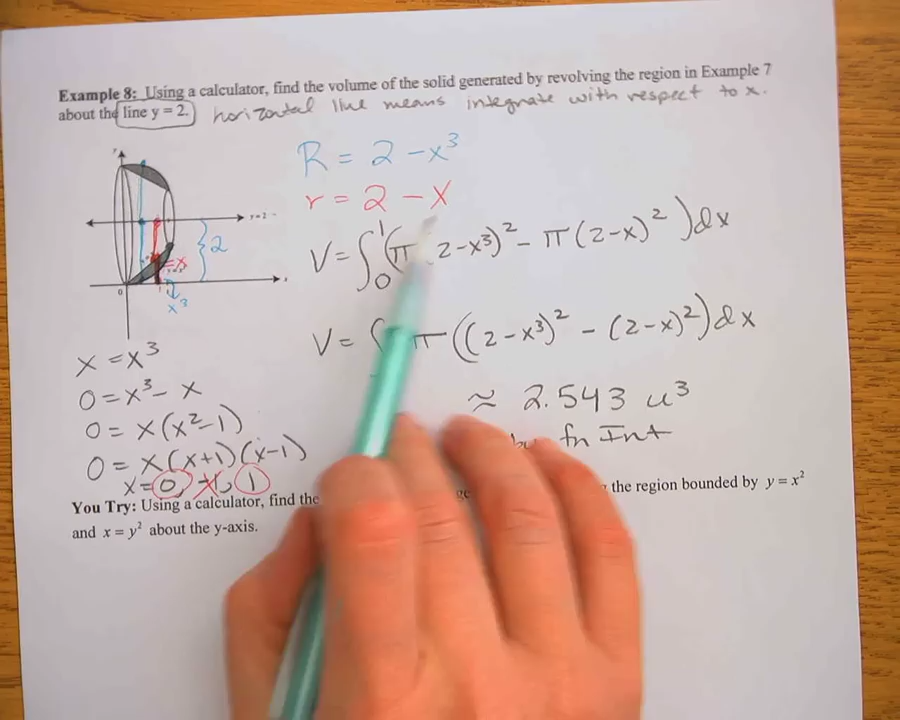 Example 8: Using a calculator, find the volume of the solid generated by revolving the region in Example 7
about the line y = 2. horizontal line means integrate with respect to x.
R = 2 - x³
r = 2 - x
V = ∫₀¹ (π 2-x³)² - π(2-x)²) dx
V = ∫ π((2-x³)² - (2-x)²) dx
≈ 2.543 u³
by fn Int
y = 2
2
x
x³
0
x = x³
0 = x³ - x
0 = x(x²-1)
0 = x(x+1)(x-1)
x = 0, 1
You Try: Using a calculator, find the the region bounded by y = x²
and x = y² about the y-axis.